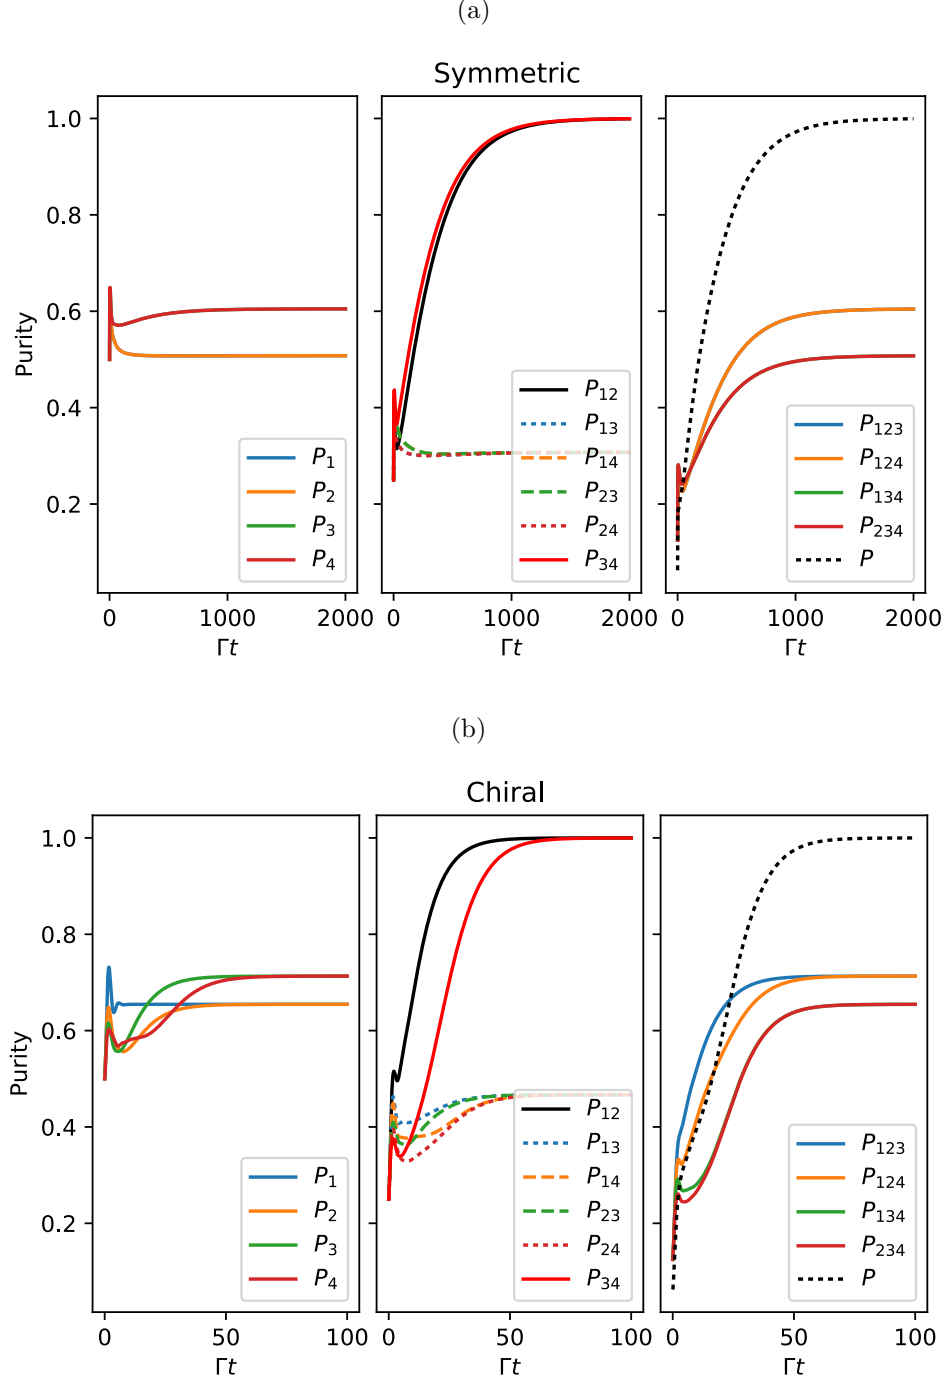 (a)
Symmetric
Purity
1.0
0.8
0.6
0.4
0.2
P1
P2
P3
P4
0 1000 2000
Γt
P12
P13
P14
P23
P24
P34
0 1000 2000
Γt
P123
P124
P134
P234
P
0 1000 2000
Γt
(b)
Chiral
Purity
1.0
0.8
0.6
0.4
0.2
P1
P2
P3
P4
0 50 100
Γt
P12
P13
P14
P23
P24
P34
0 50 100
Γt
P123
P124
P134
P234
P
0 50 100
Γt